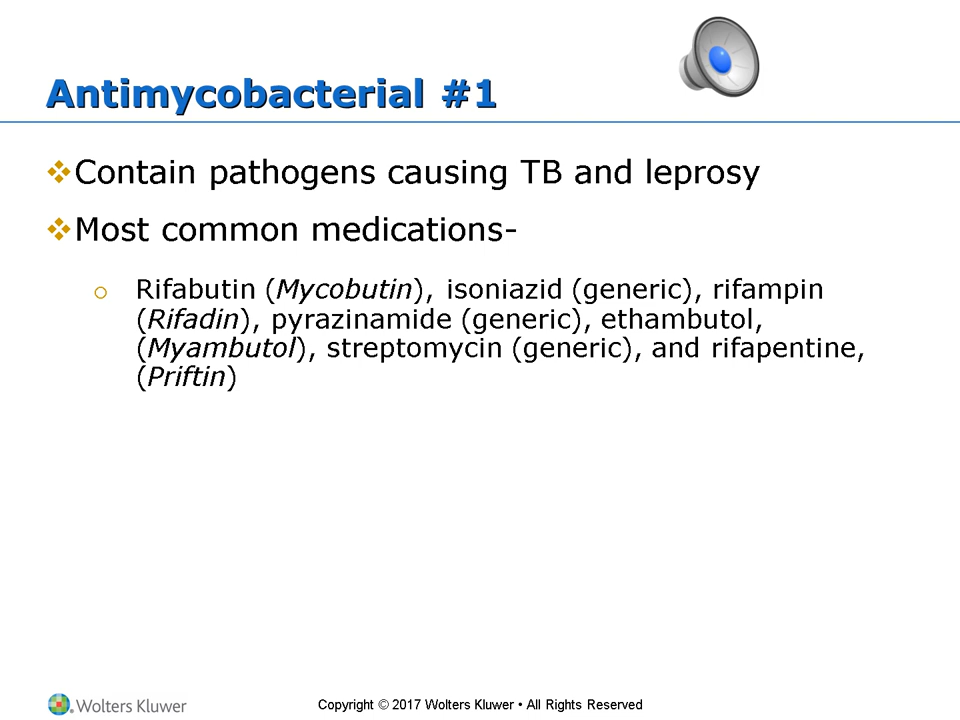 Antimycobacterial #1
❖Contain pathogens causing TB and leprosy
❖Most common medications-
o Rifabutin (Mycobutin), isoniazid (generic), rifampin
(Rifadin), pyrazinamide (generic), ethambutol,
(Myambutol), streptomycin (generic), and rifapentine,
(Priftin)
Wolters Kluwer
Copyright © 2017 Wolters Kluwer • All Rights Reserved